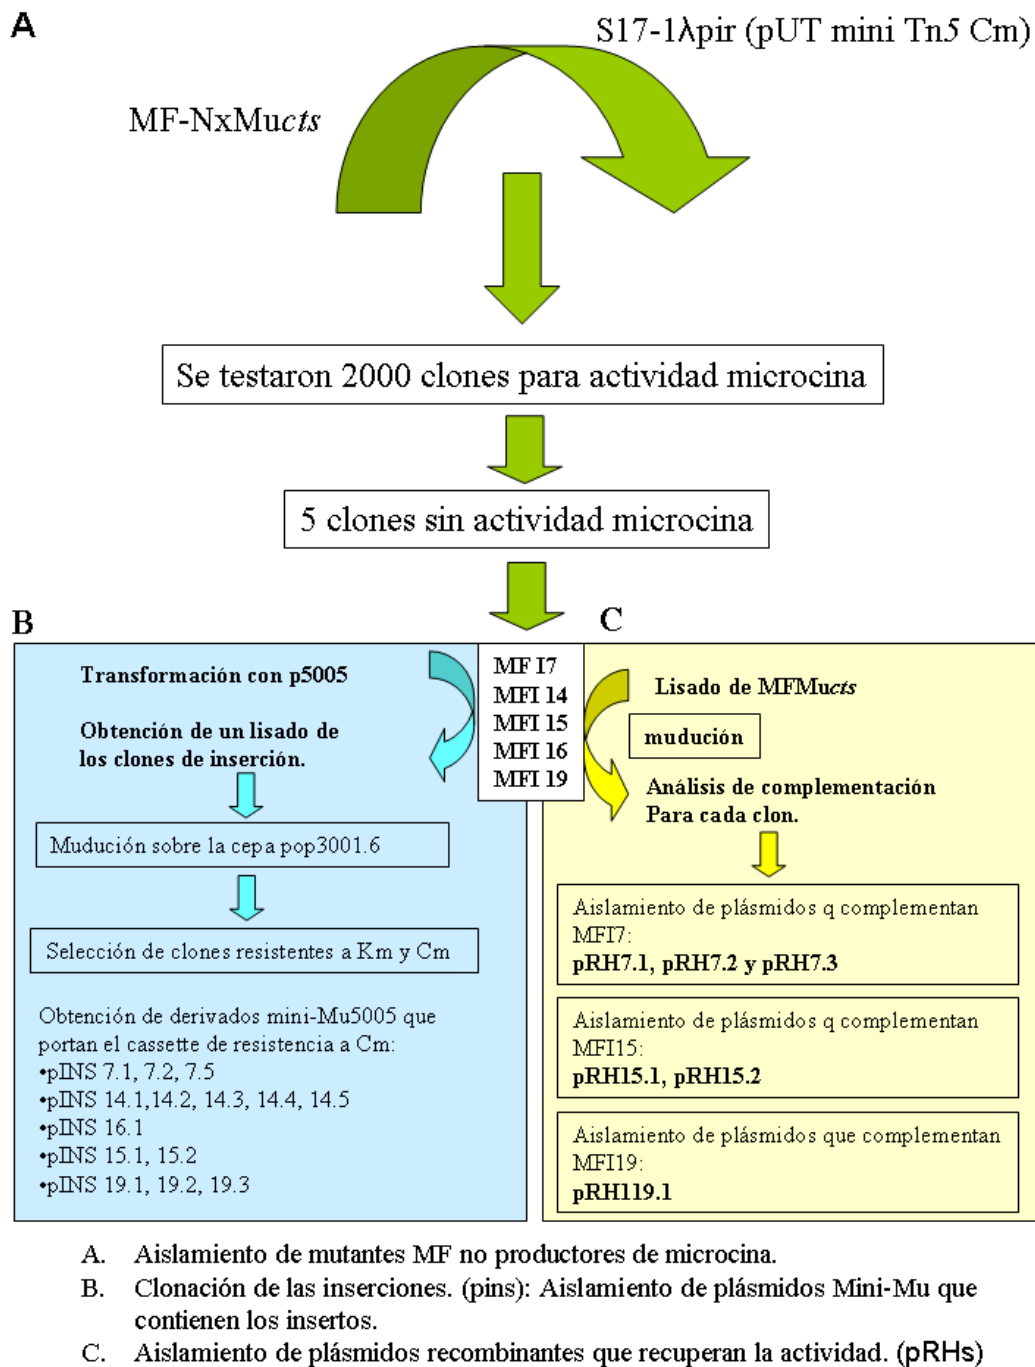 A
S17-1λpir (pUT mini Tn5 Cm)
MF-NxMucts
Se testaron 2000 clones para actividad microcina
5 clones sin actividad microcina
B
C
Transformación con p5005
Obtención de un lisado de
los clones de inserción.
Mudución sobre la cepa pop3001.6
Selección de clones resistentes a Km y Cm
Obtención de derivados mini-Mu5005 que
portan el cassette de resistencia a Cm:
•pINS 7.1, 7.2, 7.5
•pINS 14.1,14.2, 14.3, 14.4, 14.5
•pINS 16.1
•pINS 15.1, 15.2
•pINS 19.1, 19.2, 19.3
MF I7
MFI 14
MFI 15
MFI 16
MFI 19
Lisado de MFMucts
mudución
Análisis de complementación
Para cada clon.
Aislamiento de plásmidos q complementan
MFI7:
pRH7.1, pRH7.2 y pRH7.3
Aislamiento de plásmidos q complementan
MFI15:
pRH15.1, pRH15.2
Aislamiento de plásmidos que complementan
MFI19:
pRH119.1
A. Aislamiento de mutantes MF no productores de microcina.
B. Clonación de las inserciones. (pins): Aislamiento de plásmidos Mini-Mu que
contienen los insertos.
C. Aislamiento de plásmidos recombinantes que recuperan la actividad. (pRHs)